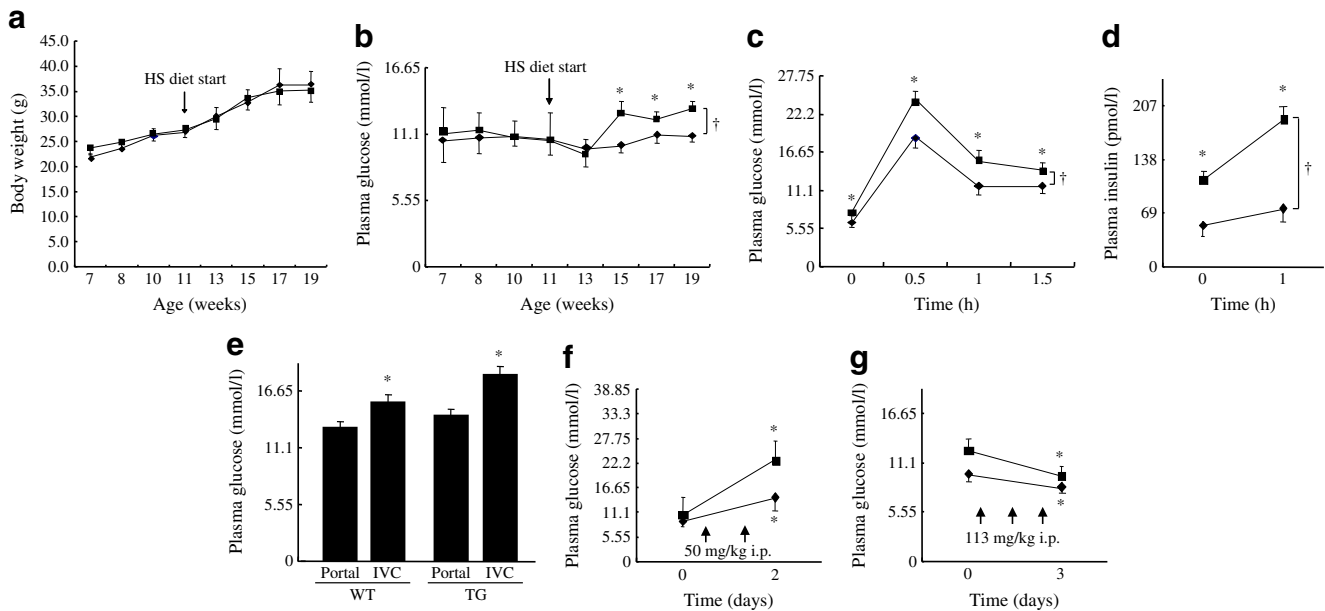 a
45.0
40.0
35.0
30.0
25.0
20.0
15.0
10.0
5.0
0.0
Body weight (g)
HS diet start
7 8 10 11 13 15 17 19
Age (weeks)
b
16.65
11.1
5.55
0
Plasma glucose (mmol/l)
HS diet start
* * *
†
7 8 10 11 13 15 17 19
Age (weeks)
c
27.75
22.2
16.65
11.1
5.55
0
Plasma glucose (mmol/l)
* * * *
†
0 0.5 1 1.5
Time (h)
d
207
138
69
0
Plasma insulin (pmol/l)
* *
†
0 1
Time (h)
e
16.65
11.1
5.55
0
Plasma glucose (mmol/l)
* *
Portal IVC Portal IVC
WT TG
f
38.85
33.3
27.75
22.2
16.65
11.1
5.55
0
Plasma glucose (mmol/l)
*
*
50 mg/kg i.p.
0 2
Time (days)
g
16.65
11.1
5.55
0
Plasma glucose (mmol/l)
*
*
113 mg/kg i.p.
0 3
Time (days)